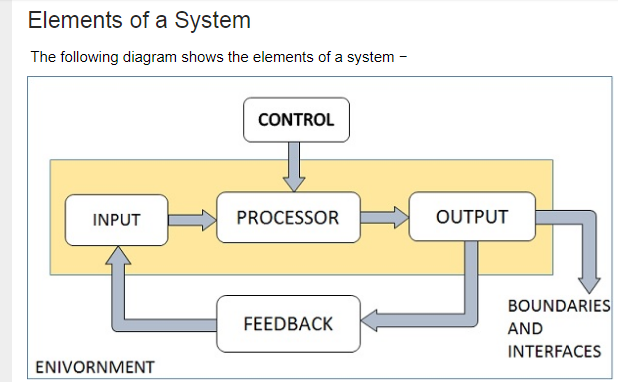 Elements of a System
The following diagram shows the elements of a system –
CONTROL
INPUT
PROCESSOR
OUTPUT
FEEDBACK
BOUNDARIES
AND
INTERFACES
ENIVORNMENT